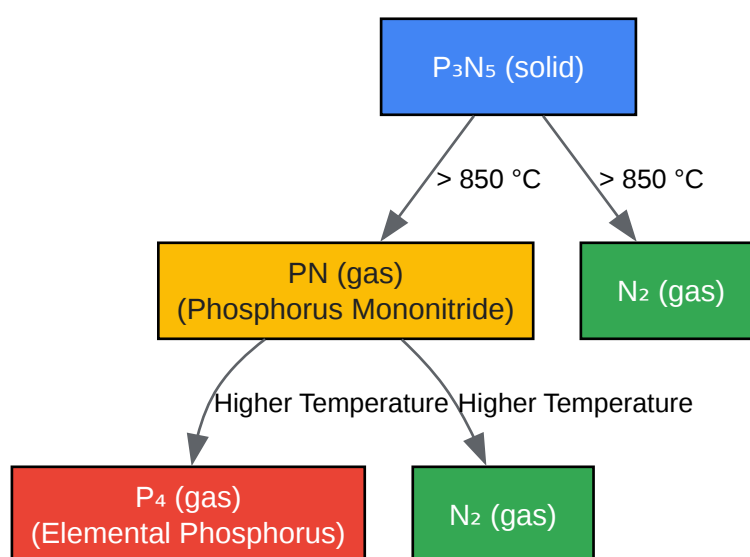 P₃N₅ (solid)
> 850 °C
> 850 °C
PN (gas)
(Phosphorus Mononitride)
N₂ (gas)
Higher Temperature
Higher Temperature
P₄ (gas)
(Elemental Phosphorus)
N₂ (gas)